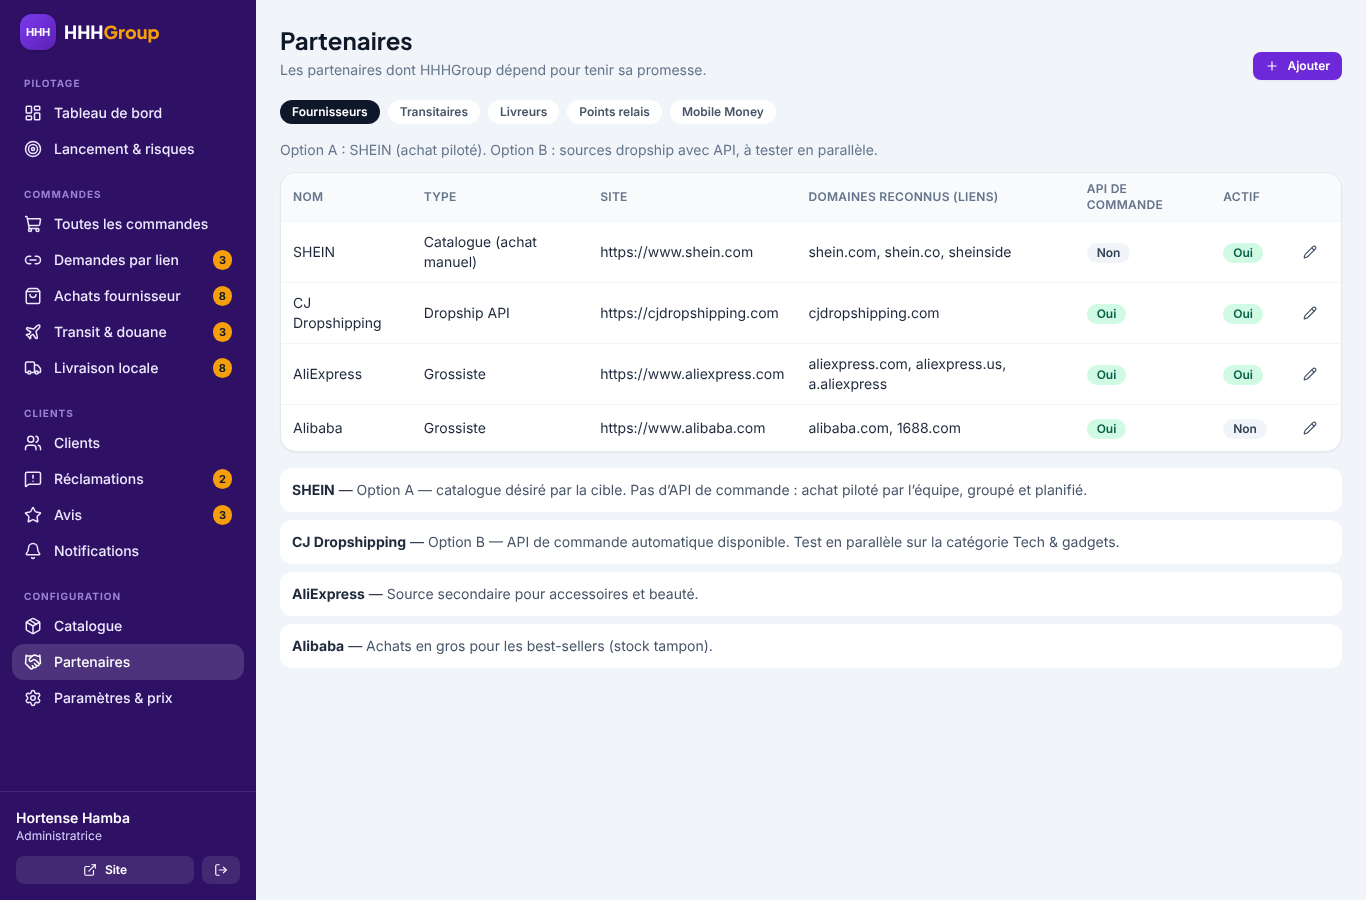 HHH HHHGroup
PILOTAGE
Tableau de bord
Lancement & risques
COMMANDES
Toutes les commandes
Demandes par lien 3
Achats fournisseur 8
Transit & douane 3
Livraison locale 8
CLIENTS
Clients
Réclamations 2
Avis 3
Notifications
CONFIGURATION
Catalogue
Partenaires
Paramètres & prix
Hortense Hamba
Administratrice
Site
Partenaires
Les partenaires dont HHHGroup dépend pour tenir sa promesse.
Ajouter
Fournisseurs Transitaires Livreurs Points relais Mobile Money
Option A : SHEIN (achat piloté). Option B : sources dropship avec API, à tester en parallèle.
NOM TYPE SITE DOMAINES RECONNUS (LIENS) API DE COMMANDE ACTIF
SHEIN Catalogue (achat manuel) https://www.shein.com shein.com, shein.co, sheinside Non Oui
CJ Dropshipping Dropship API https://cjdropshipping.com cjdropshipping.com Oui Oui
AliExpress Grossiste https://www.aliexpress.com aliexpress.com, aliexpress.us, a.aliexpress Oui Oui
Alibaba Grossiste https://www.alibaba.com alibaba.com, 1688.com Oui Non
SHEIN — Option A — catalogue désiré par la cible. Pas d’API de commande : achat piloté par l’équipe, groupé et planifié.
CJ Dropshipping — Option B — API de commande automatique disponible. Test en parallèle sur la catégorie Tech & gadgets.
AliExpress — Source secondaire pour accessoires et beauté.
Alibaba — Achats en gros pour les best-sellers (stock tampon).